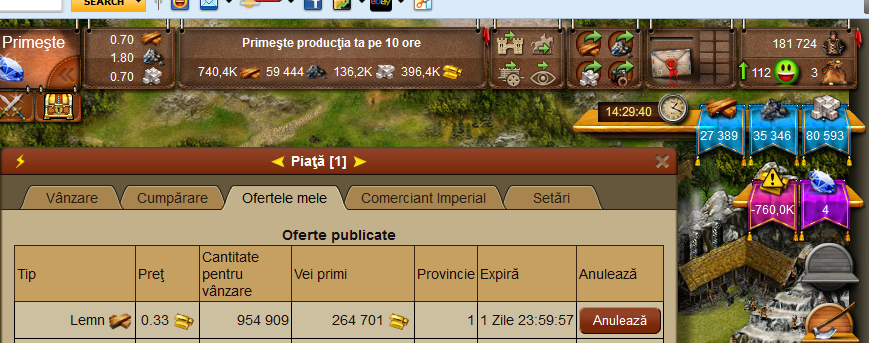 SEARCH
ebay
Primeşte
0.70
1.80
0.70
Primeşte producţia ta pe 10 ore
740,4K 59 444 136,2K 396,4K
181 724
112 3
14:29:40
27 389 35 346 80 593
Piaţă [1]
-760,0K 4
Vânzare Cumpărare Ofertele mele Comerciant Imperial Setări
Oferte publicate
Tip Preţ Cantitate pentru vânzare Vei primi Provincie Expiră Anulează
Lemn 0.33 954 909 264 701 1 1 Zile 23:59:57 Anulează